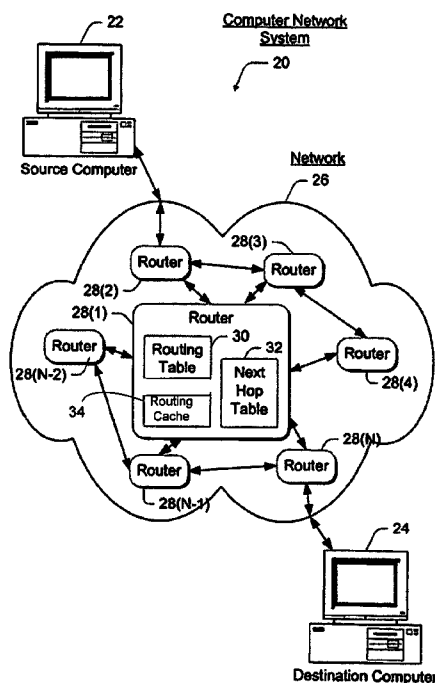 22
Computer Network
System
20
Source Computer
Network
26
28(3)
Router
Router
28(2)
28(1)
Router
30
32
Routing
Table
Next
Hop
Table
Router
28(N-2)
Router
28(4)
34
Routing
Cache
28(N)
Router
Router
28(N-1)
24
Destination Computer